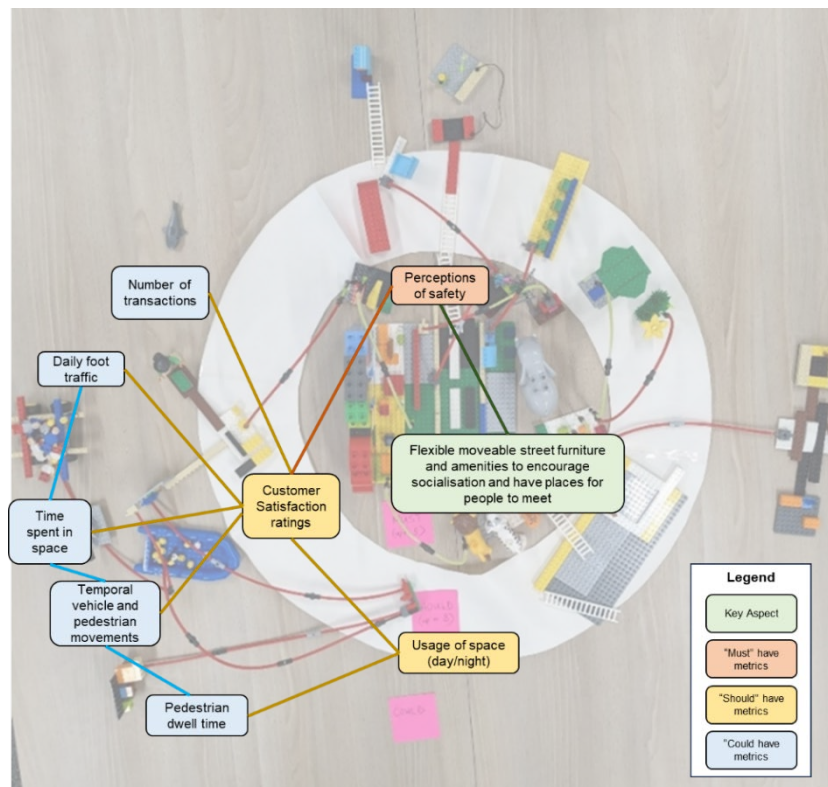 Number of
transactions
Perceptions
of safety
Daily foot
traffic
Flexible moveable street furniture
and amenities to encourage
socialisation and have places for
people to meet
Customer
Satisfaction
ratings
Time
spent in
space
Temporal
vehicle and
pedestrian
movements
Usage of space
(day/night)
Pedestrian
dwell time
Legend
Key Aspect
"Must" have
metrics
"Should" have
metrics
"Could have
metrics
COULD